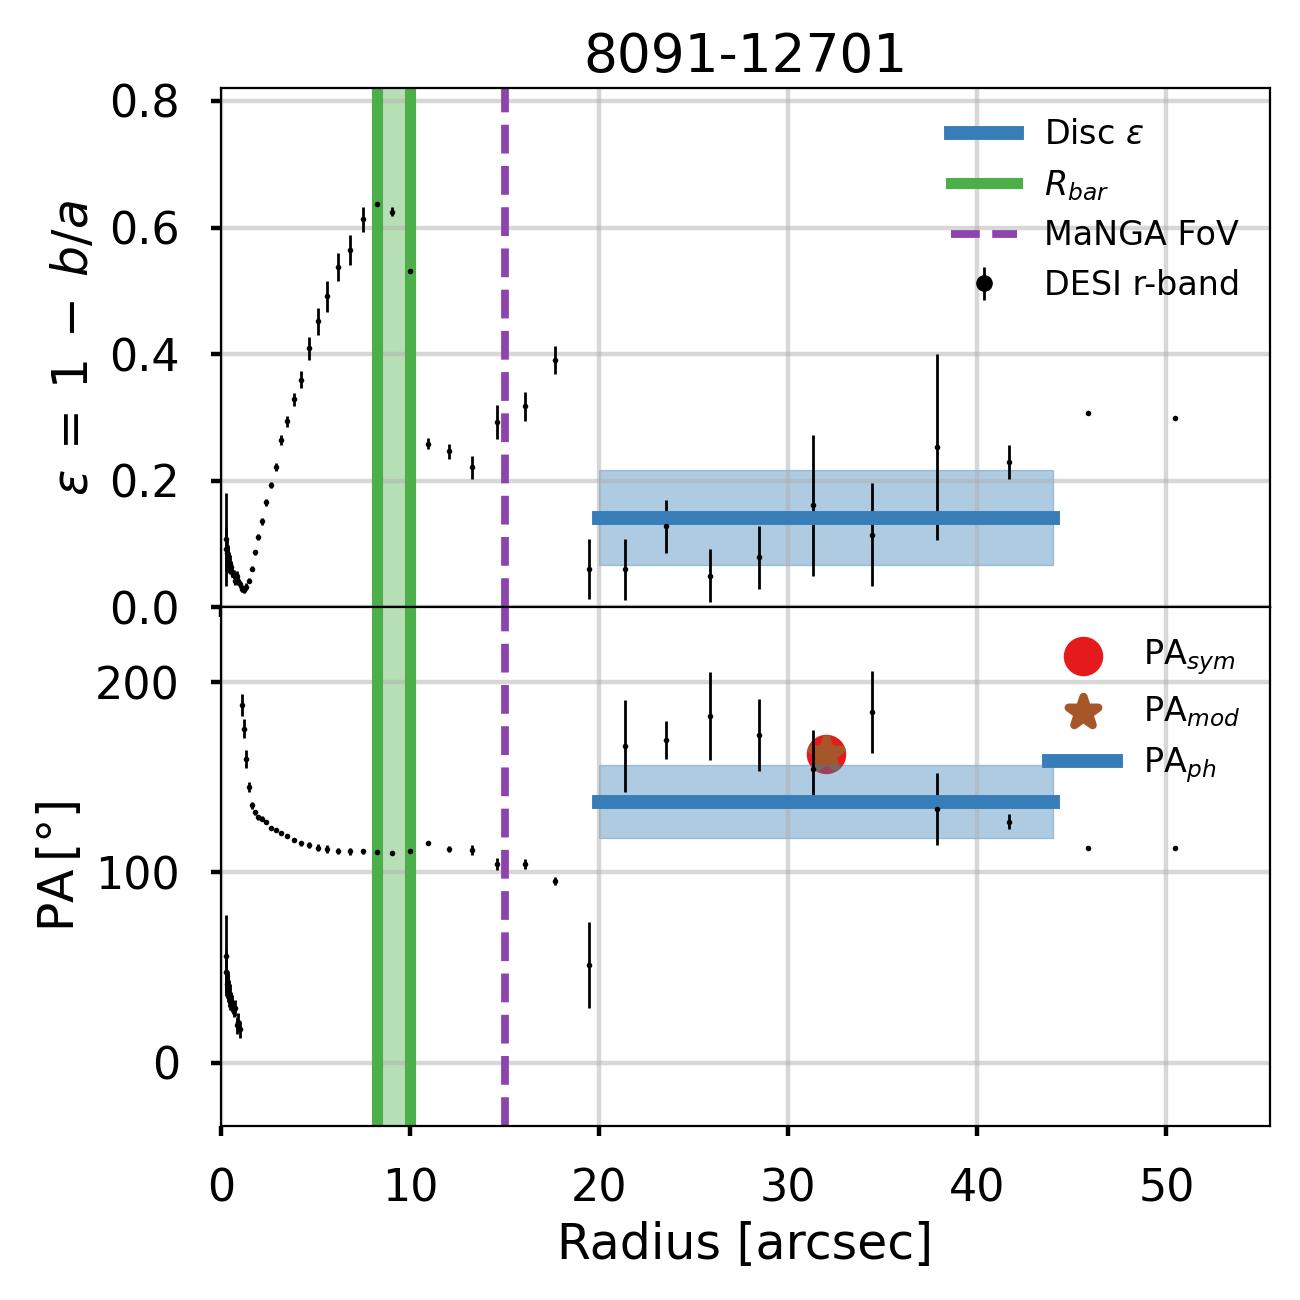 8091-12701
0.8
0.6
0.4
0.2
0.0
ε = 1 − b/a
Disc ε
R_bar
MaNGA FoV
DESI r-band
200
100
0
PA [°]
PA_sym
PA_mod
PA_ph
0 10 20 30 40 50
Radius [arcsec]